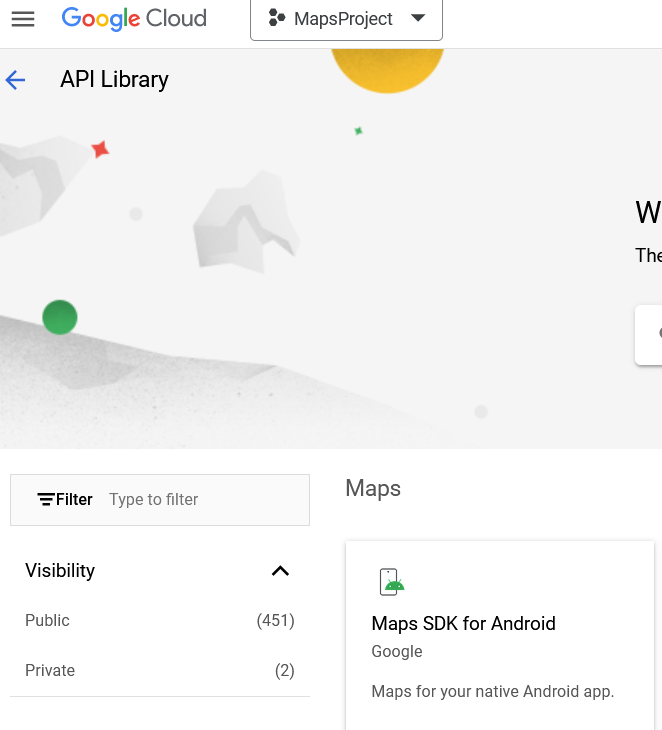 Google Cloud
MapsProject
API Library
W
The
Filter Type to filter
Maps
Visibility
Public (451)
Private (2)
Maps SDK for Android
Google
Maps for your native Android app.